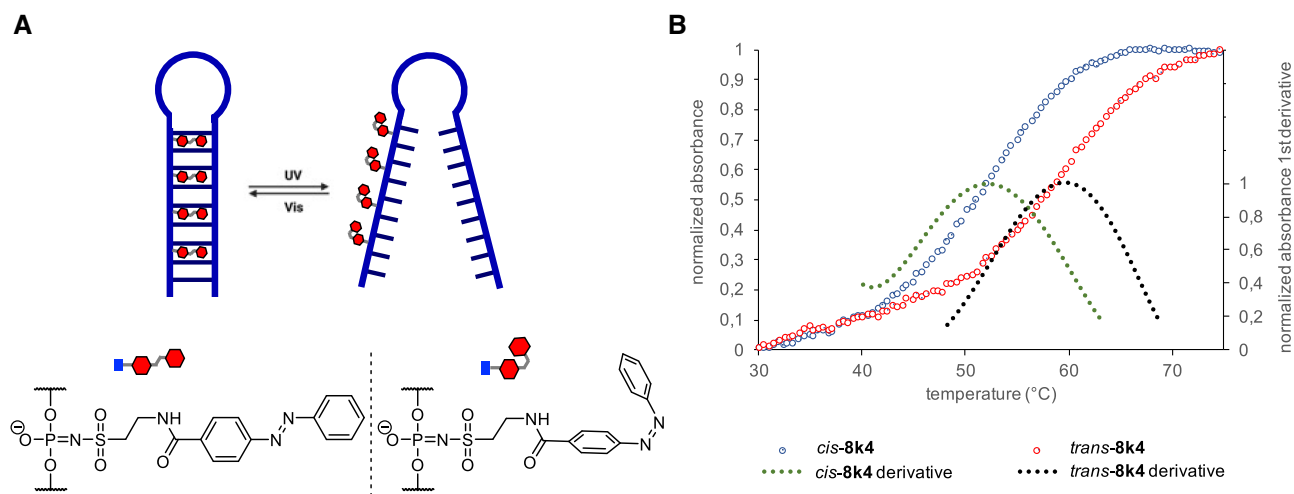 A
UV
Vis
⊖
O
O
P
O
N
S
O
O
NH
O
N
N
⊖
O
O
P
O
N
S
O
O
NH
O
N
N
B
normalized absorbance
1
0,9
0,8
0,7
0,6
0,5
0,4
0,3
0,2
0,1
0
30
40
50
60
70
temperature (°C)
1
0,8
0,6
0,4
0,2
0
normalized absorbance 1st derivative
cis-8k4
trans-8k4
cis-8k4 derivative
trans-8k4 derivative